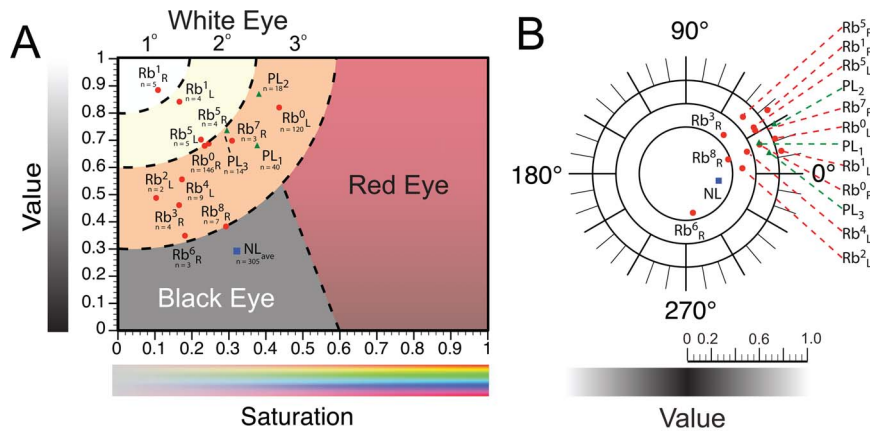 A
White Eye
1° 2° 3°
Value
1
0.9
0.8
0.7
0.6
0.5
0.4
0.3
0.2
0.1
0
Rb¹R
n = 5
Rb¹L
n = 4
PL₂
n = 18
Rb⁰L
n = 120
Rb⁵R
n = 4
Rb⁵L
n = 5
Rb⁷R
n = 3
Rb⁰R
n = 146
PL₃
n = 14
PL₁
n = 40
Rb²L
n = 2
Rb⁴L
n = 9
Rb³R
n = 4
Rb⁸R
n = 7
Rb⁶R
n = 3
NLave
n = 305
Red Eye
Black Eye
0 0.1 0.2 0.3 0.4 0.5 0.6 0.7 0.8 0.9 1
Saturation
B
90°
180°
0°
270°
Rb³R
Rb⁸R
NL
Rb⁶R
Rb⁵R
Rb¹R
Rb⁵L
PL₂
Rb⁷R
Rb⁰L
PL₁
Rb¹L
Rb⁰R
PL₃
Rb⁴L
Rb²L
0 0.2 0.6 1.0
Value